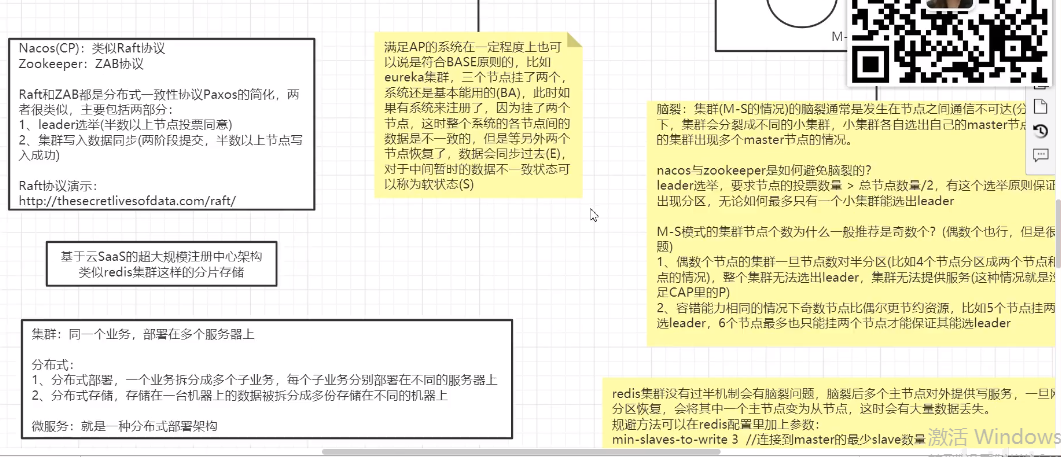 Nacos(CP)：类似Raft协议
Zookeeper：ZAB协议
Raft和ZAB都是分布式一致性协议Paxos的简化，两
者很类似，主要包括两部分：
1、leader选举(半数以上节点投票同意)
2、集群写入数据同步(两阶段提交，半数以上节点写
入成功)
Raft协议演示：
http://thesecretlivesofdata.com/raft/
基于云SaaS的超大规模注册中心架构
类似redis集群这样的分片存储
集群：同一个业务，部署在多个服务器上
分布式：
1、分布式部署，一个业务拆分成多个子业务，每个子业务分别部署在不同的服务器上
2、分布式存储，存储在一台机器上的数据被拆分成多份存储在不同的机器上
微服务：就是一种分布式部署架构
满足AP的系统在一定程度上也可
以说是符合BASE原则的，比如
eureka集群，三个节点挂了两个，
系统还是基本能用的(BA)，此时如
果有系统来注册了，因为挂了两个
节点，这时整个系统的各节点间的
数据是不一致的，但是等另外两个
节点恢复了，数据会同步过去(E)，
对于中间暂时的数据不一致状态可
以称为软状态(S)
M-
脑裂：集群(M-S的情况)的脑裂通常是发生在节点之间通信不可达(分
下，集群会分裂成不同的小集群，小集群各自选出自己的master节点
的集群出现多个master节点的情况。
nacos与zookeeper是如何避免脑裂的?
leader选举，要求节点的投票数量 > 总节点数量/2，有这个选举原则保证
出现分区，无论如何最多只有一个小集群能选出leader
M-S模式的集群节点个数为什么一般推荐是奇数个? (偶数个也行，但是很
题)
1、偶数个节点的集群一旦节点数对半分区(比如4个节点分区成两个节点和
点的情况)，整个集群无法选出leader，集群无法提供服务(这种情况就是没
足CAP里的P)
2、容错能力相同的情况下奇数节点比偶尔更节约资源，比如5个节点挂两
选leader，6个节点最多也只能挂两个节点才能保证其能选leader
redis集群没有过半机制会有脑裂问题，脑裂后多个主节点对外提供写服务，一旦网
分区恢复，会将其中一个主节点变为从节点，这时会有大量数据丢失。
规避方法可以在redis配置里加上参数：
min-slaves-to-write 3 //连接到master的最少slave数量
激活 Windows